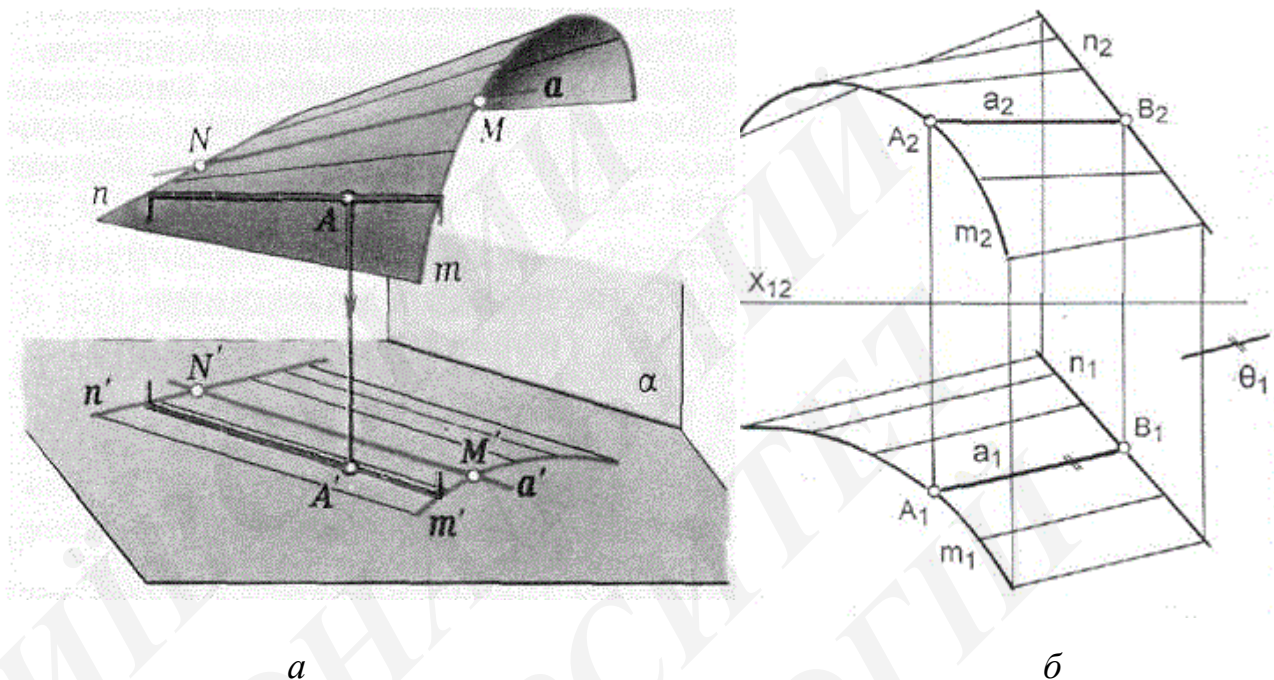 a
N
M
n
A
m
α
N'
n'
M'
A'
a'
m'
n₂
a₂
B₂
A₂
m₂
X₁₂
n₁
θ₁
B₁
a₁
A₁
m₁
а
б